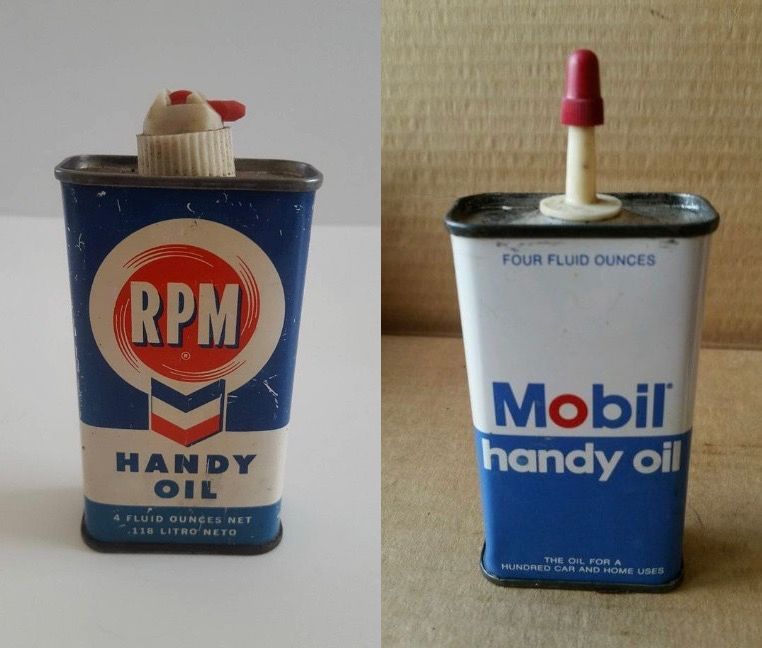 RPM
®
HANDY
OIL
4 FLUID OUNCES NET
.118 LITRO NETO
FOUR FLUID OUNCES
Mobil
handy oil
THE OIL FOR A
HUNDRED CAR AND HOME USES